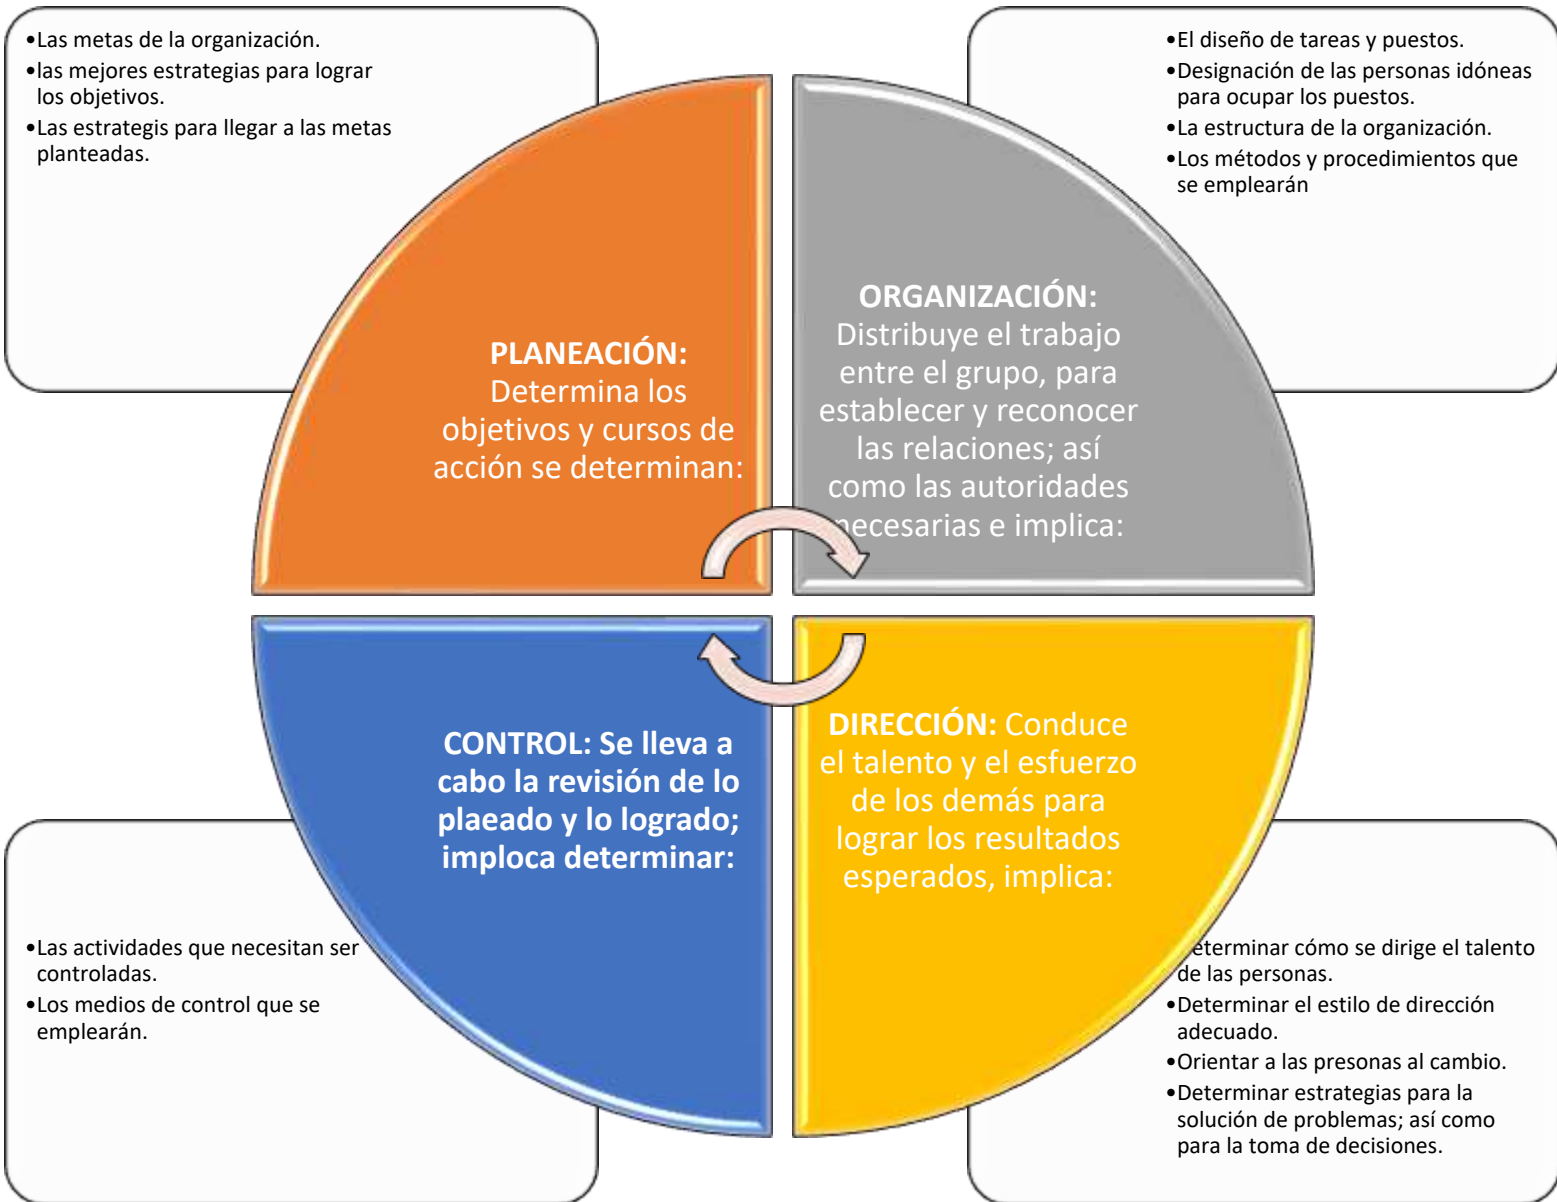 •Las metas de la organización.
•las mejores estrategias para lograr
los objetivos.
•Las estrategis para llegar a las metas
planteadas.
•El diseño de tareas y puestos.
•Designación de las personas idóneas
para ocupar los puestos.
•La estructura de la organización.
•Los métodos y procedimientos que
se emplearán
PLANEACIÓN:
Determina los
objetivos y cursos de
acción se determinan:
ORGANIZACIÓN:
Distribuye el trabajo
entre el grupo, para
establecer y reconocer
las relaciones; así
como las autoridades
necesarias e implica:
CONTROL: Se lleva a
cabo la revisión de lo
plaeado y lo logrado;
imploca determinar:
DIRECCIÓN: Conduce
el talento y el esfuerzo
de los demás para
lograr los resultados
esperados, implica:
•Las actividades que necesitan ser
controladas.
•Los medios de control que se
emplearán.
Determinar cómo se dirige el talento
de las personas.
•Determinar el estilo de dirección
adecuado.
•Orientar a las presonas al cambio.
•Determinar estrategias para la
solución de problemas; así como
para la toma de decisiones.